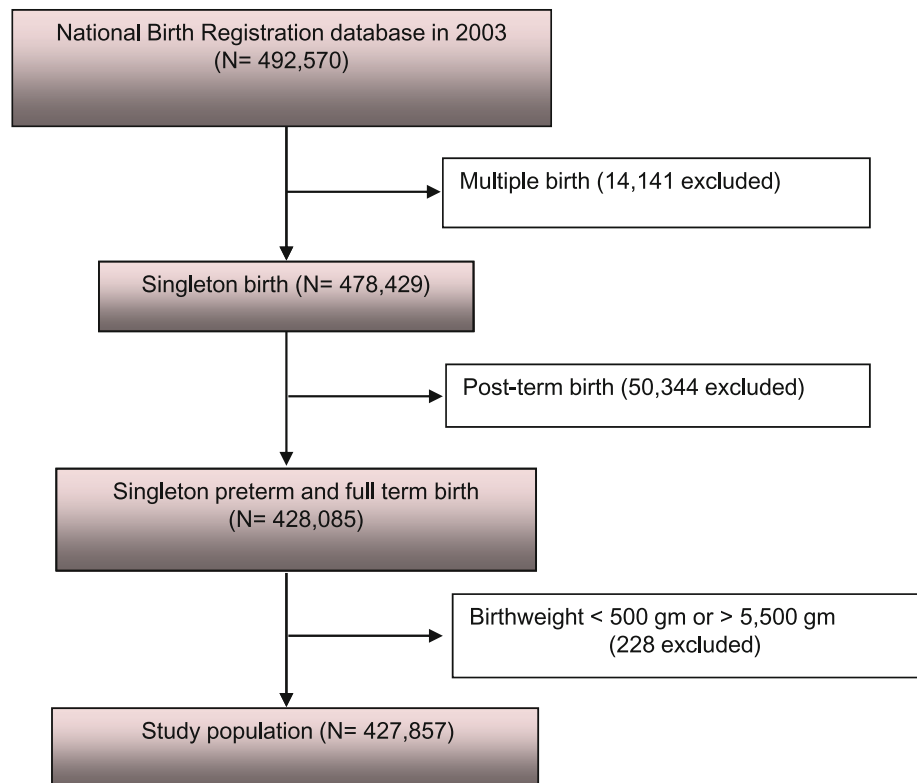 National Birth Registration database in 2003
(N= 492,570)
Multiple birth (14,141 excluded)
Singleton birth (N= 478,429)
Post-term birth (50,344 excluded)
Singleton preterm and full term birth
(N= 428,085)
Birthweight < 500 gm or > 5,500 gm
(228 excluded)
Study population (N= 427,857)